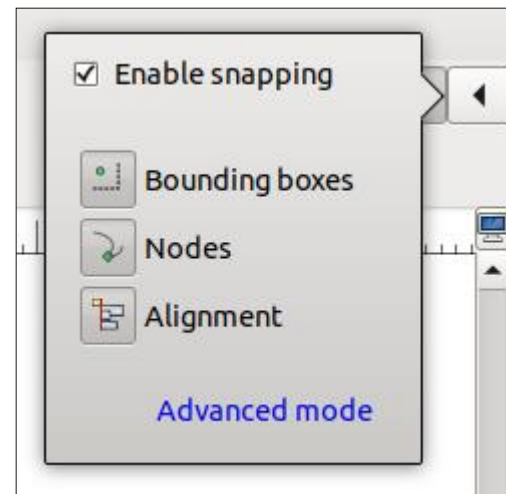 Enable snapping
Bounding boxes
Nodes
Alignment
Advanced mode